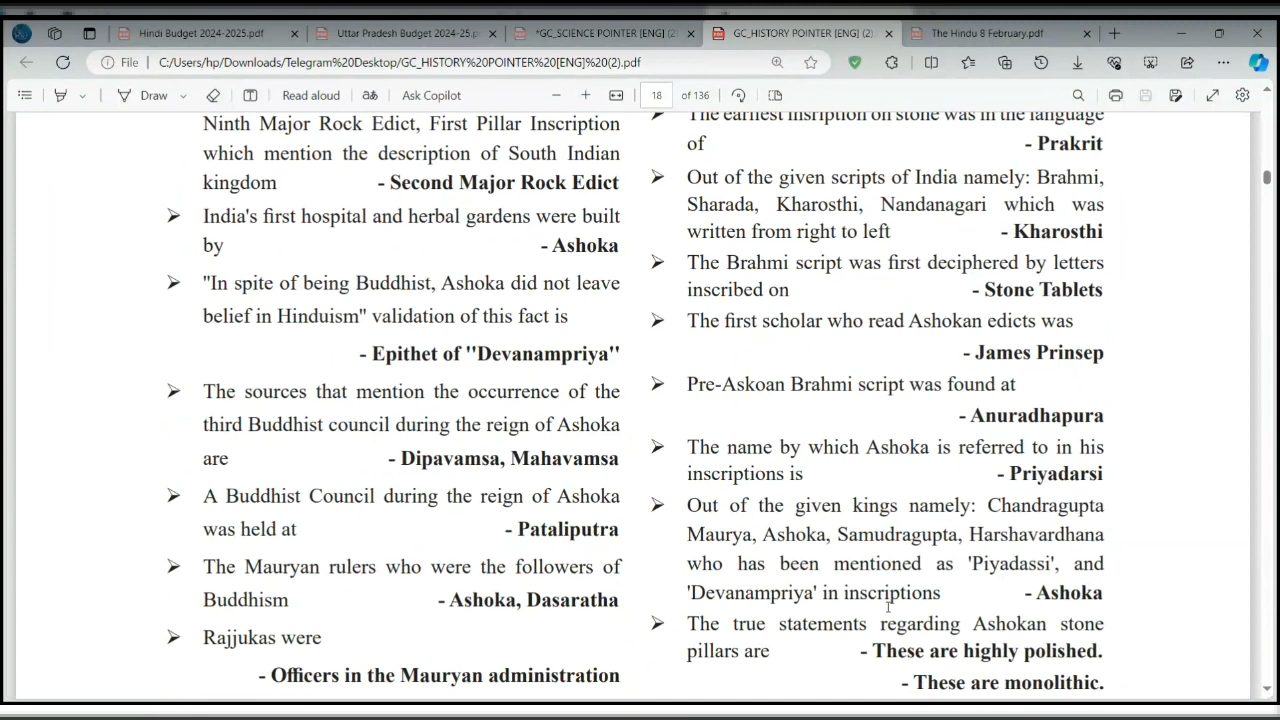 Hindi Budget 2024-2025.pdf
Uttar Pradesh Budget 2024-25.p
*GC_SCIENCE POINTER [ENG] (2)
GC_HISTORY POINTER [ENG] (2)
The Hindu 8 February.pdf
File
C:/Users/hp/Downloads/Telegram%20Desktop/GC_HISTORY%20POINTER%20[ENG]%20(2).pdf
Draw
Read aloud
Ask Copilot
18
of 136
Ninth Major Rock Edict, First Pillar Inscription
which mention the description of South Indian
kingdom - Second Major Rock Edict
➢ India's first hospital and herbal gardens were built
by - Ashoka
➢ "In spite of being Buddhist, Ashoka did not leave
belief in Hinduism" validation of this fact is
- Epithet of "Devanampriya"
➢ The sources that mention the occurrence of the
third Buddhist council during the reign of Ashoka
are - Dipavamsa, Mahavamsa
➢ A Buddhist Council during the reign of Ashoka
was held at - Pataliputra
➢ The Mauryan rulers who were the followers of
Buddhism - Ashoka, Dasaratha
➢ Rajjukas were
- Officers in the Mauryan administration
➢ The earliest insription on stone was in the language
of - Prakrit
➢ Out of the given scripts of India namely: Brahmi,
Sharada, Kharosthi, Nandanagari which was
written from right to left - Kharosthi
➢ The Brahmi script was first deciphered by letters
inscribed on - Stone Tablets
➢ The first scholar who read Ashokan edicts was
- James Prinsep
➢ Pre-Askoan Brahmi script was found at
- Anuradhapura
➢ The name by which Ashoka is referred to in his
inscriptions is - Priyadarsi
➢ Out of the given kings namely: Chandragupta
Maurya, Ashoka, Samudragupta, Harshavardhana
who has been mentioned as 'Piyadassi', and
'Devanampriya' in inscriptions - Ashoka
➢ The true statements regarding Ashokan stone
pillars are - These are highly polished.
- These are monolithic.